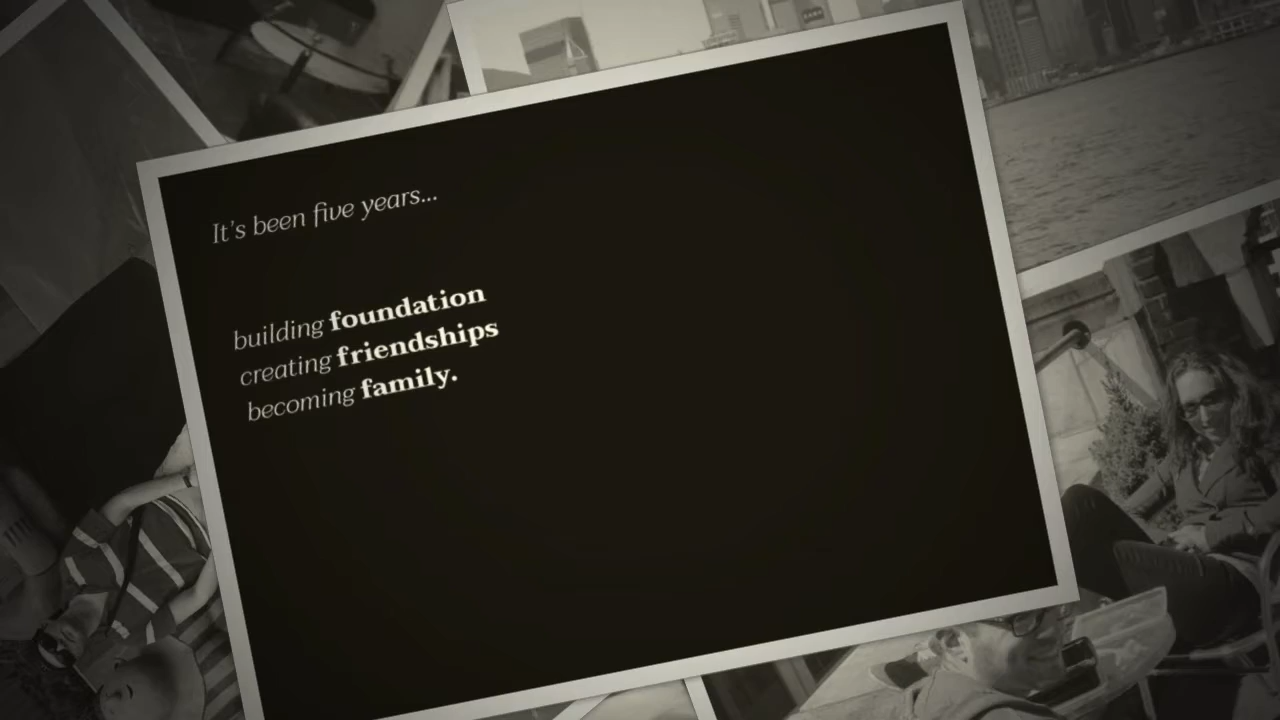 It's been five years...
building foundation
creating friendships
becoming family.